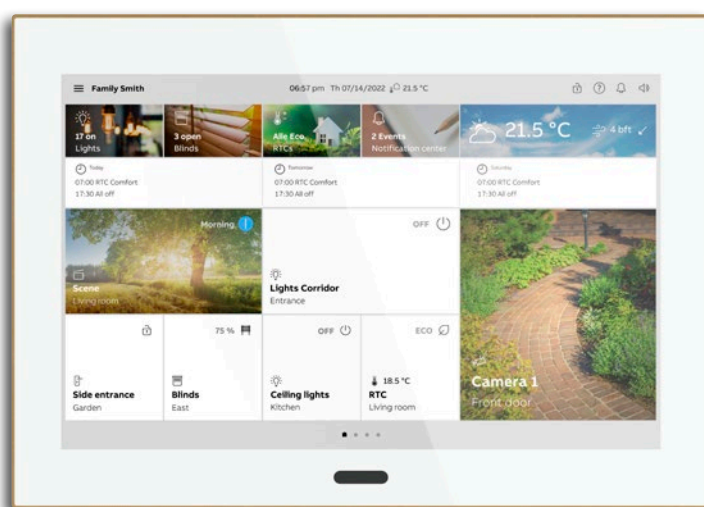 Family Smith
06:57 pm Th 07/14/2022 21.5 °C
17 on
Lights
3 open
Blinds
Alle Eco
RTCs
2 Events
Notification center
21.5 °C
4 bft
Today
07:00 RTC Comfort
17:30 All off
Tomorrow
07:00 RTC Comfort
17:30 All off
Saturday
07:00 RTC Comfort
17:30 All off
Morning
Scene
Living room
OFF
Lights Corridor
Entrance
Side entrance
Garden
75 %
Blinds
East
OFF
Ceiling lights
Kitchen
ECO
18.5 °C
RTC
Living room
Camera 1
Front door